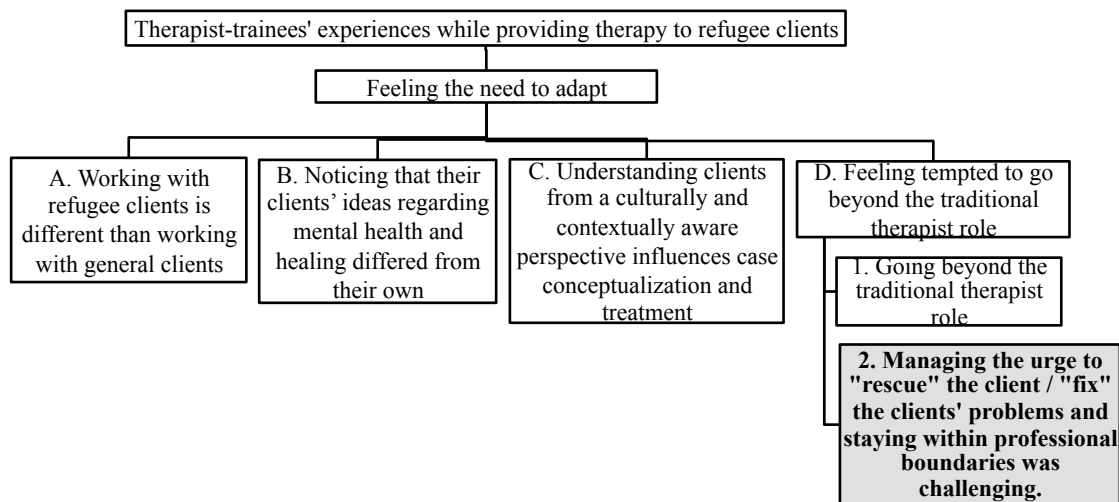 Therapist-trainees' experiences while providing therapy to refugee clients
Feeling the need to adapt
A. Working with
refugee clients is
different than working
with general clients
B. Noticing that their
clients’ ideas regarding
mental health and
healing differed from
their own
C. Understanding clients
from a culturally and
contextually aware
perspective influences case
conceptualization and
treatment
D. Feeling tempted to go
beyond the traditional
therapist role
1. Going beyond the
traditional therapist
role
2. Managing the urge to
"rescue" the client / "fix"
the clients' problems and
staying within professional
boundaries was
challenging.